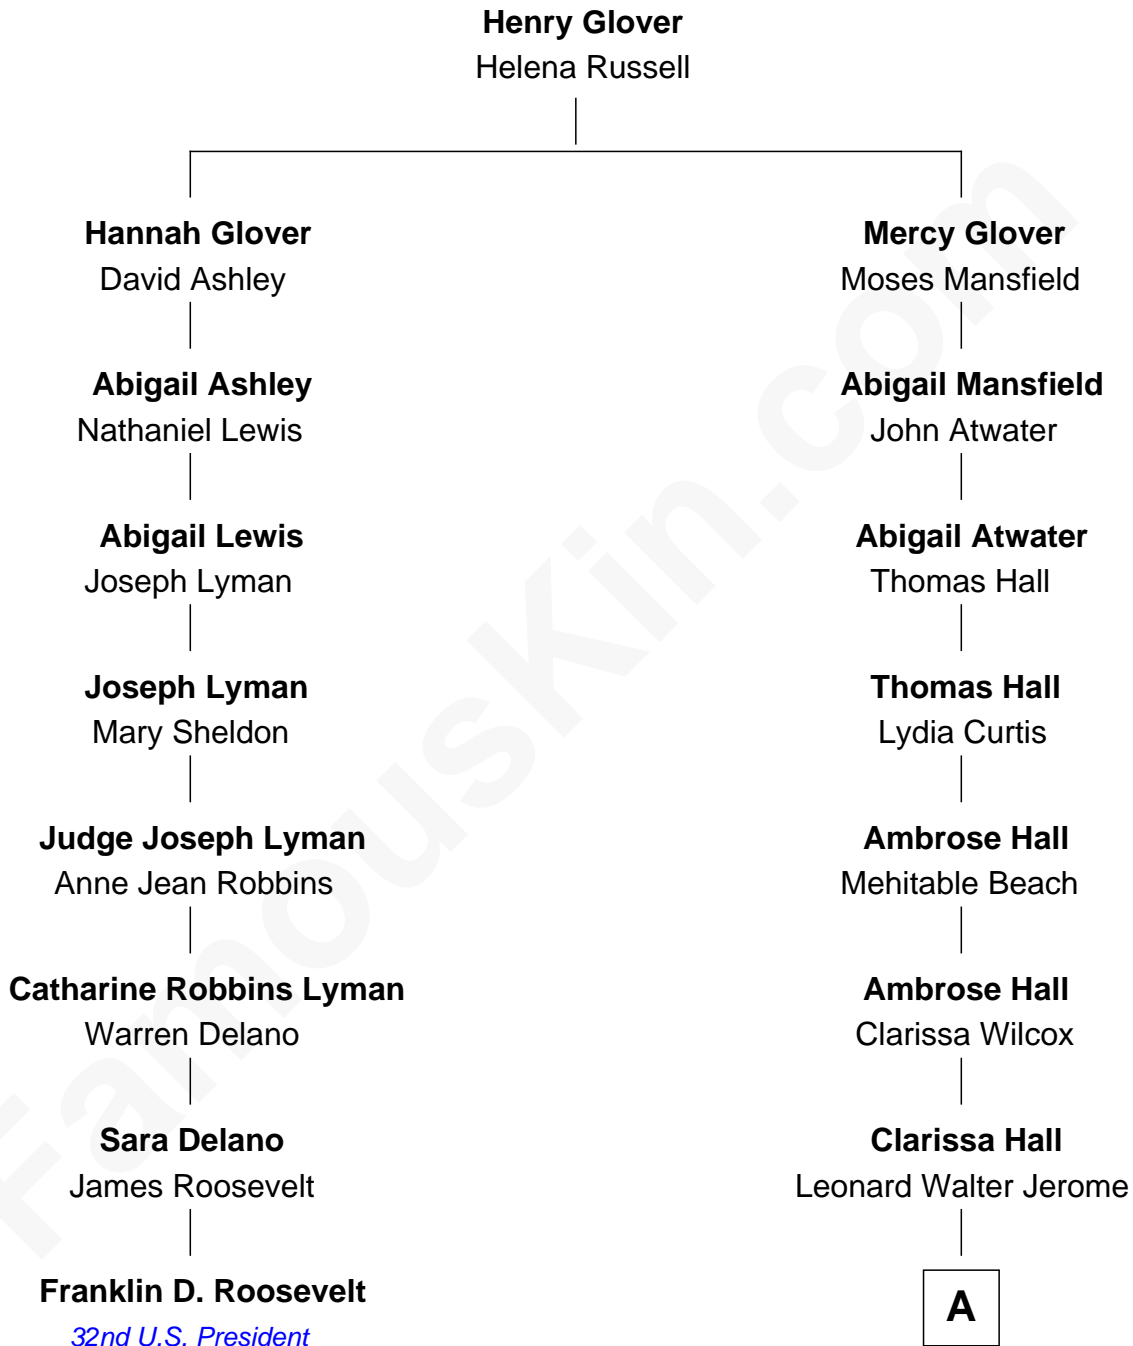 Henry Glover
Helena Russell
Hannah Glover
David Ashley
Mercy Glover
Moses Mansfield
Abigail Ashley
Nathaniel Lewis
Abigail Mansfield
John Atwater
Abigail Lewis
Joseph Lyman
Abigail Atwater
Thomas Hall
Joseph Lyman
Mary Sheldon
Thomas Hall
Lydia Curtis
Judge Joseph Lyman
Anne Jean Robbins
Ambrose Hall
Mehitable Beach
Catharine Robbins Lyman
Warren Delano
Ambrose Hall
Clarissa Wilcox
Sara Delano
James Roosevelt
Clarissa Hall
Leonard Walter Jerome
Franklin D. Roosevelt
32nd U.S. President
A
FamousKin.com